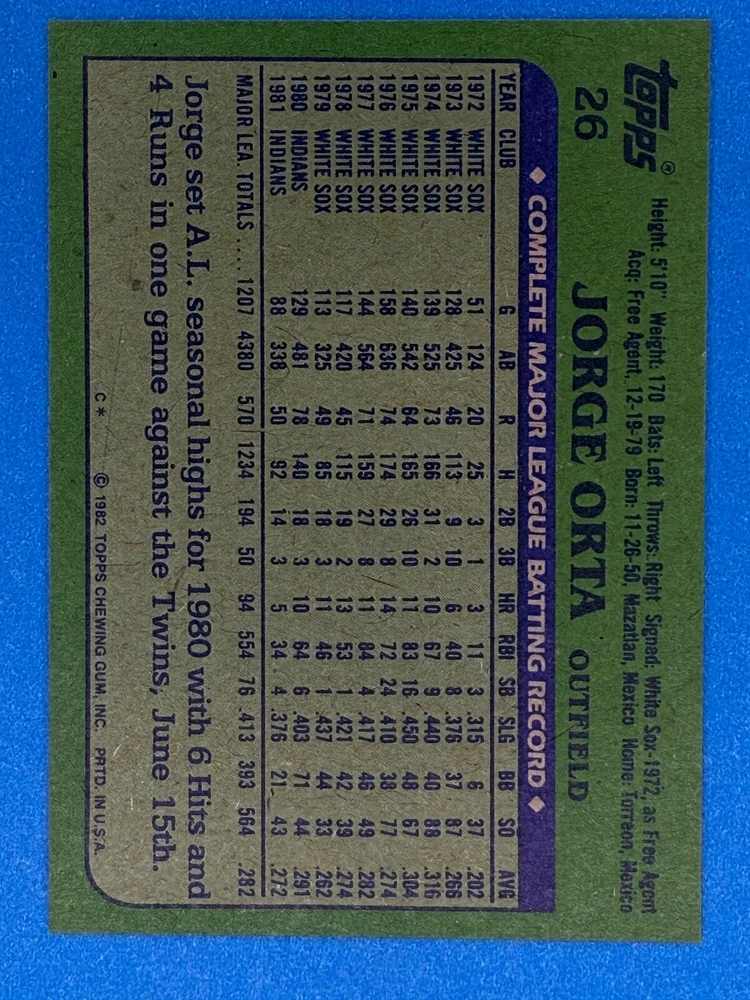 topps® Height: 5'10" Weight: 170 Bats: Left Throws: Right Signed: White Sox-1972, as Free Agent
Acq: Free Agent, 12-19-79 Born: 11-26-50, Mazatlan, Mexico Home: Torreon, Mexico
26 JORGE ORTA OUTFIELD
◆ COMPLETE MAJOR LEAGUE BATTING RECORD ◆
YEAR CLUB G AB R H 2B 3B HR RBI SB SLG BB SO AVG
1972 WHITE SOX 51 124 20 25 3 1 3 11 3 .315 6 37 .202
1973 WHITE SOX 128 425 46 113 9 10 6 40 8 .376 37 87 .266
1974 WHITE SOX 139 525 73 166 31 2 10 67 9 .440 40 88 .316
1975 WHITE SOX 140 542 64 165 26 10 11 83 16 .450 48 67 .304
1976 WHITE SOX 158 636 74 174 29 8 14 72 24 .410 38 77 .274
1977 WHITE SOX 144 564 71 159 27 8 11 84 4 .417 46 49 .282
1978 WHITE SOX 117 420 45 115 19 2 13 53 1 .421 42 39 .274
1979 WHITE SOX 113 325 49 85 18 3 11 46 1 .437 44 33 .262
1980 INDIANS 129 481 78 140 18 3 10 64 6 .403 71 44 .291
1981 INDIANS 88 338 50 92 14 3 5 34 4 .376 21 43 .272
MAJOR LEA. TOTALS .... 1207 4380 570 1234 194 50 94 554 76 .413 393 564 .282
Jorge set A.L. seasonal highs for 1980 with 6 Hits and
4 Runs in one game against the Twins, June 15th.
C* © 1982 TOPPS CHEWING GUM, INC. PRTD. IN U.S.A.